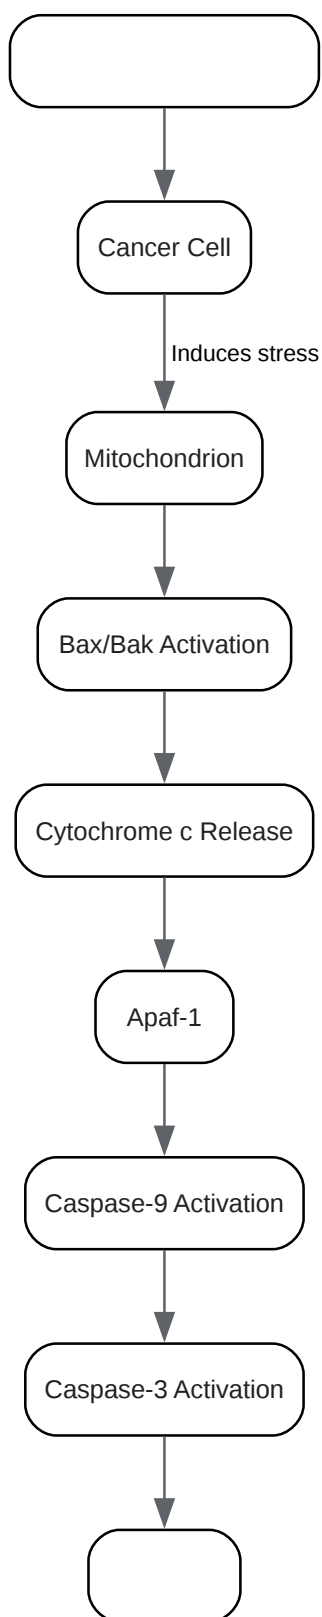 Cancer Cell
Induces stress
Mitochondrion
Bax/Bak Activation
Cytochrome c Release
Apaf-1
Caspase-9 Activation
Caspase-3 Activation